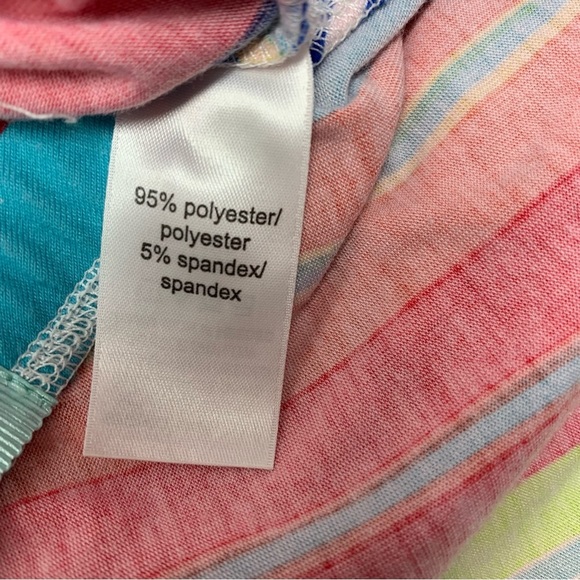 95% polyester/
polyester
5% spandex/
spandex